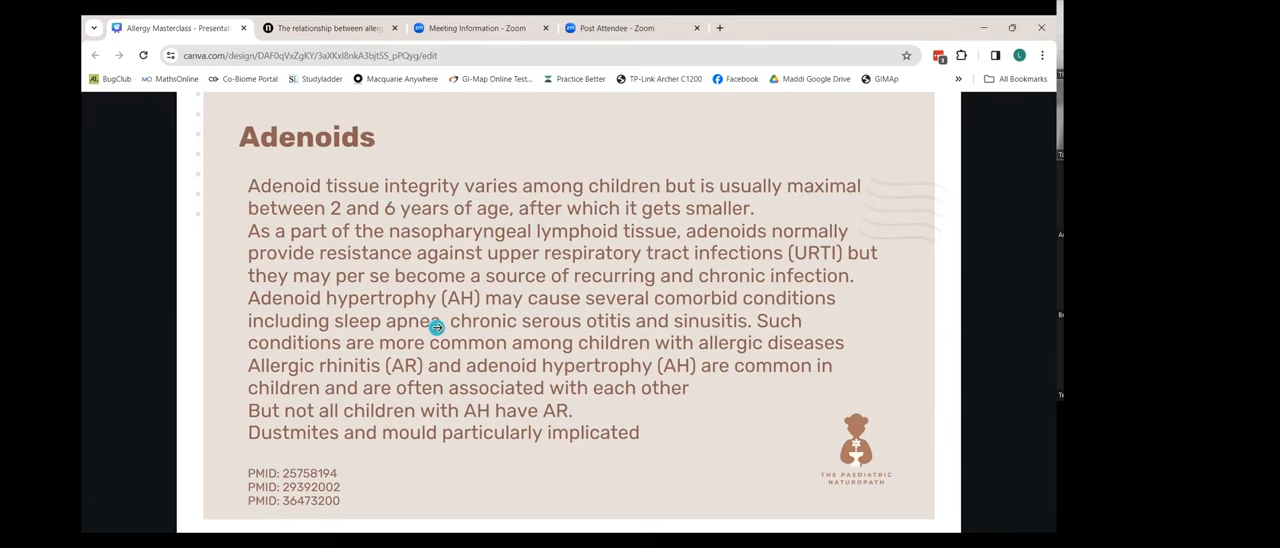 Allergy Masterclass - Presentati
The relationship between allerg
Meeting Information - Zoom
Post Attendee - Zoom
canva.com/design/DAF0qVxZgKY/3aXKxI8nkA3bjtSS_pPQyg/edit
BugClub
MathsOnline
Co-Biome Portal
Studyladder
Macquarie Anywhere
GI-Map Online Test...
Practice Better
TP-Link Archer C1200
Facebook
Maddi Google Drive
GIMAp
All Bookmarks
Adenoids
Adenoid tissue integrity varies among children but is usually maximal
between 2 and 6 years of age, after which it gets smaller.
As a part of the nasopharyngeal lymphoid tissue, adenoids normally
provide resistance against upper respiratory tract infections (URTI) but
they may per se become a source of recurring and chronic infection.
Adenoid hypertrophy (AH) may cause several comorbid conditions
including sleep apnea, chronic serous otitis and sinusitis. Such
conditions are more common among children with allergic diseases
Allergic rhinitis (AR) and adenoid hypertrophy (AH) are common in
children and are often associated with each other
But not all children with AH have AR.
Dustmites and mould particularly implicated
PMID: 25758194
PMID: 29392002
PMID: 36473200
THE PAEDIATRIC
NATUROPATH